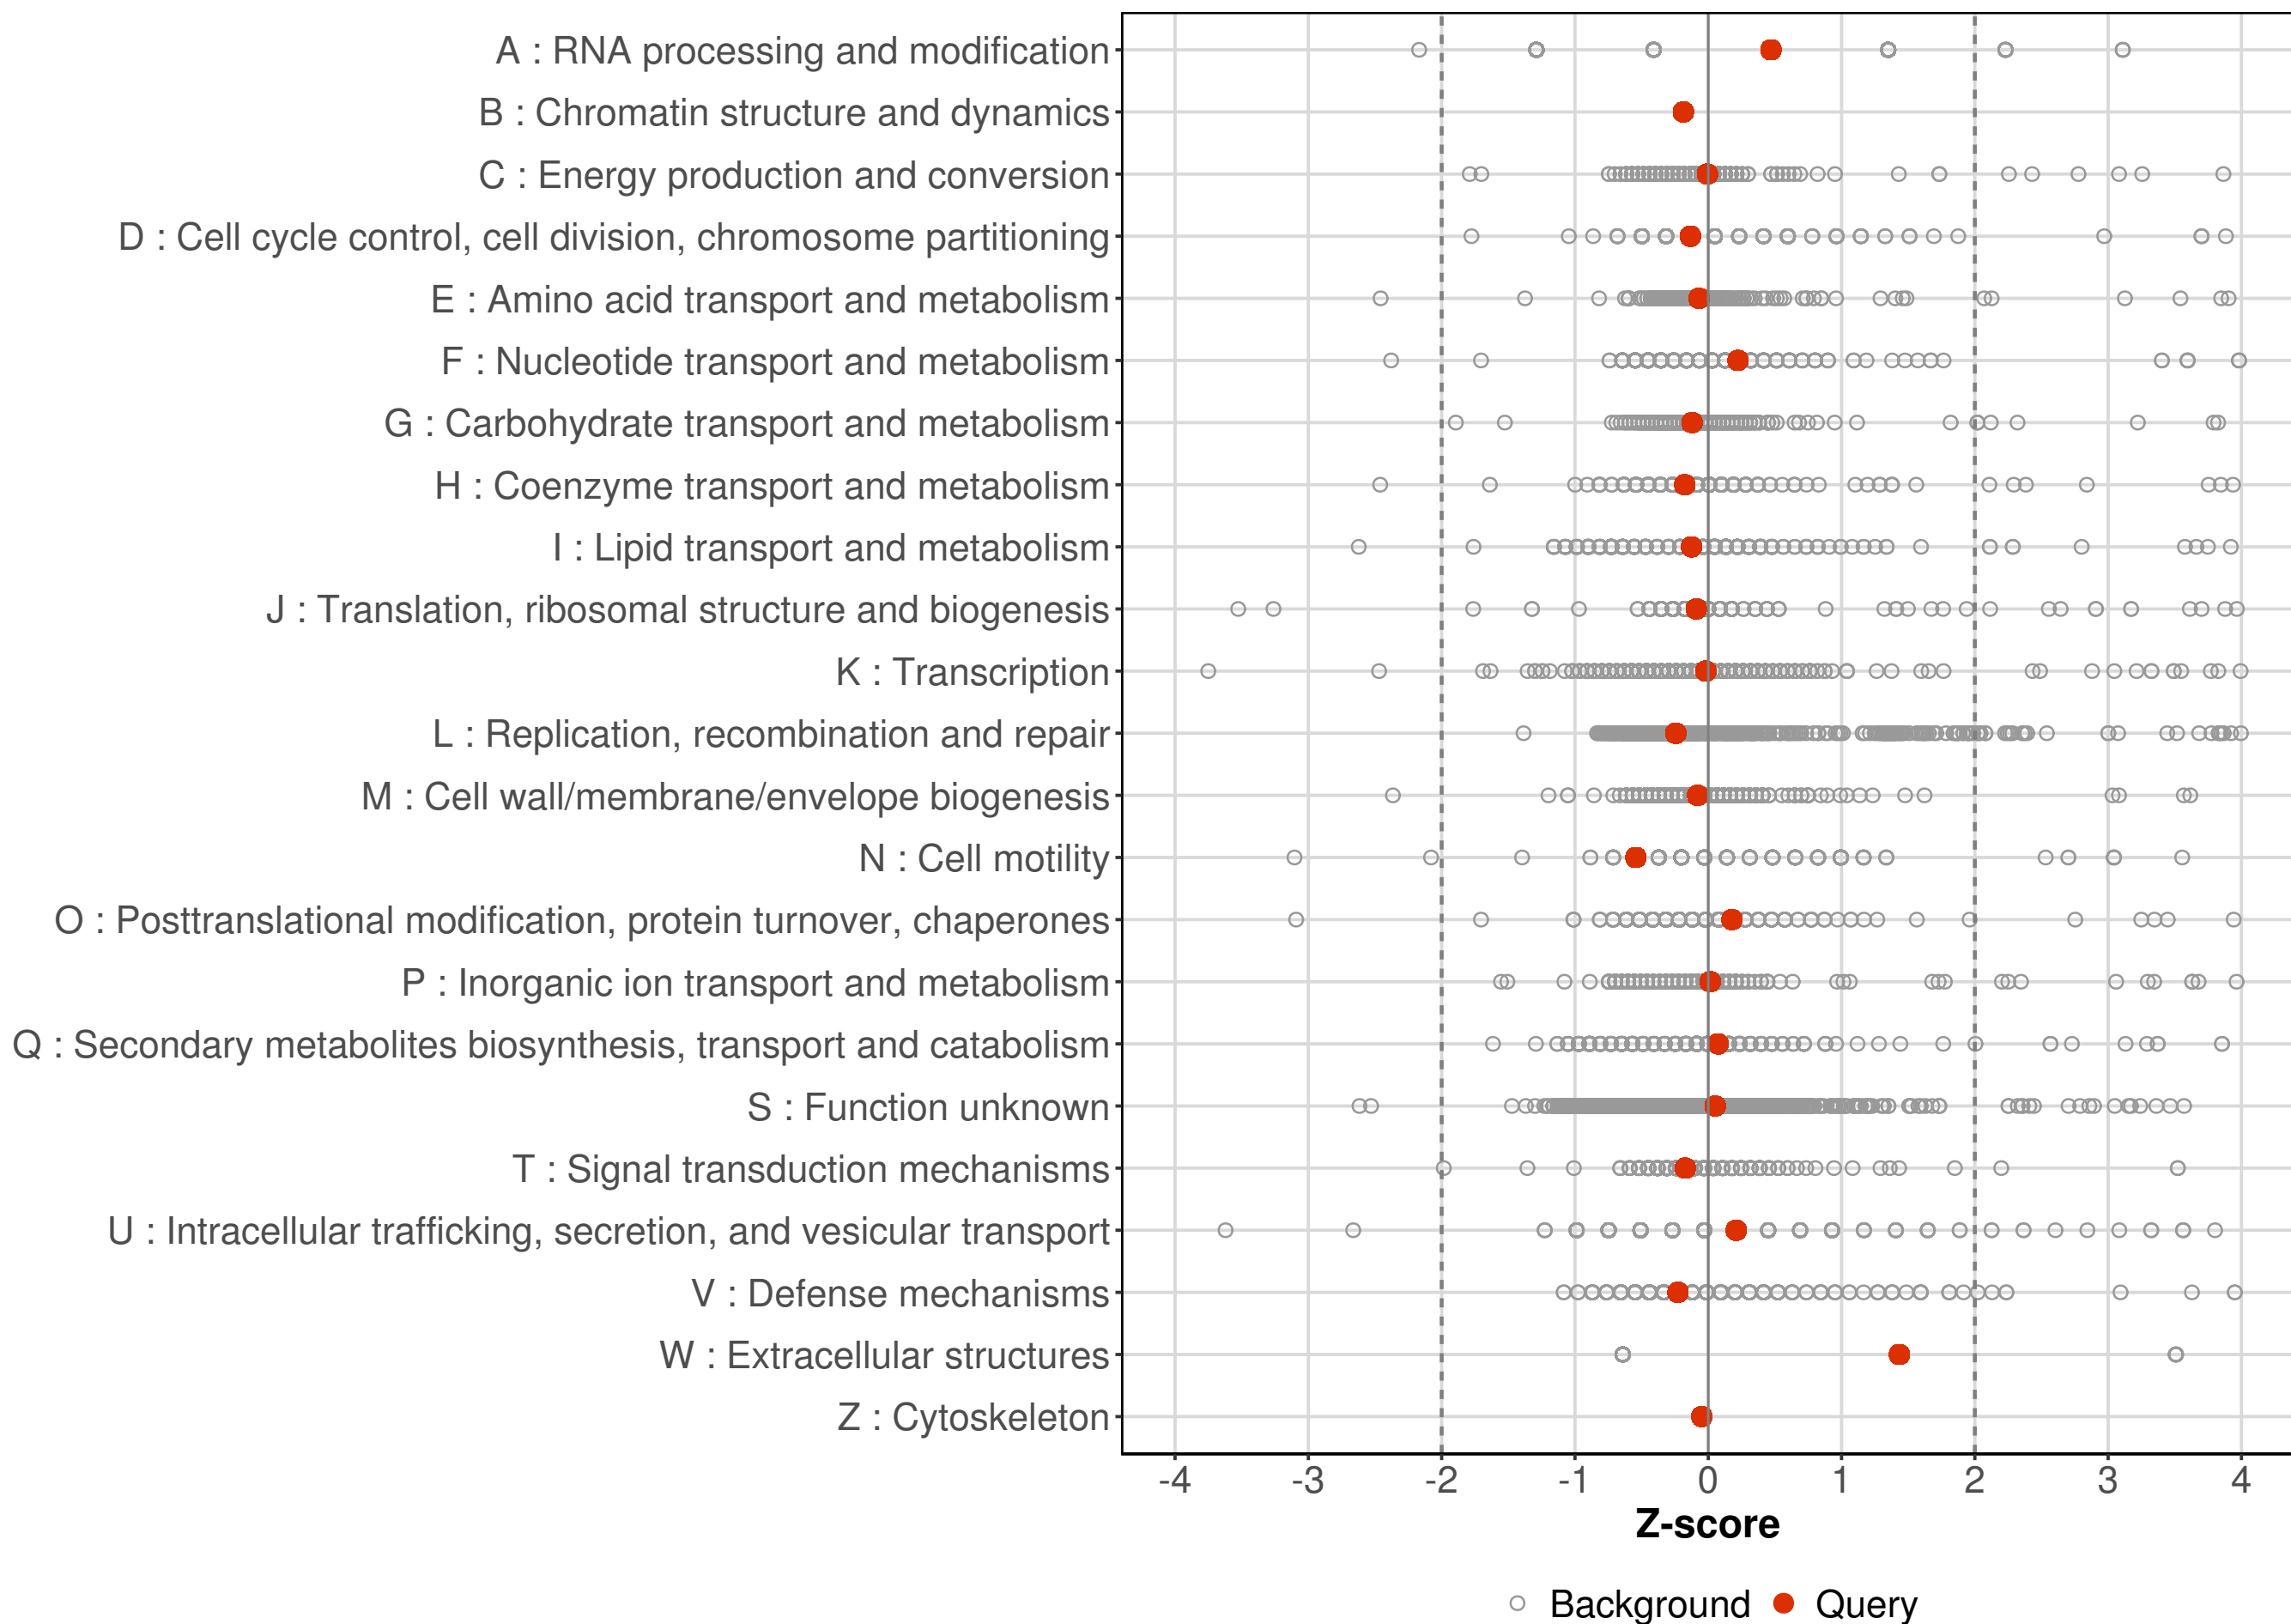 A : RNA processing and modification
B : Chromatin structure and dynamics
C : Energy production and conversion
D : Cell cycle control, cell division, chromosome partitioning
E : Amino acid transport and metabolism
F : Nucleotide transport and metabolism
G : Carbohydrate transport and metabolism
H : Coenzyme transport and metabolism
I : Lipid transport and metabolism
J : Translation, ribosomal structure and biogenesis
K : Transcription
L : Replication, recombination and repair
M : Cell wall/membrane/envelope biogenesis
N : Cell motility
O : Posttranslational modification, protein turnover, chaperones
P : Inorganic ion transport and metabolism
Q : Secondary metabolites biosynthesis, transport and catabolism
S : Function unknown
T : Signal transduction mechanisms
U : Intracellular trafficking, secretion, and vesicular transport
V : Defense mechanisms
W : Extracellular structures
Z : Cytoskeleton
-4 -3 -2 -1 0 1 2 3 4
Z-score
Background Query